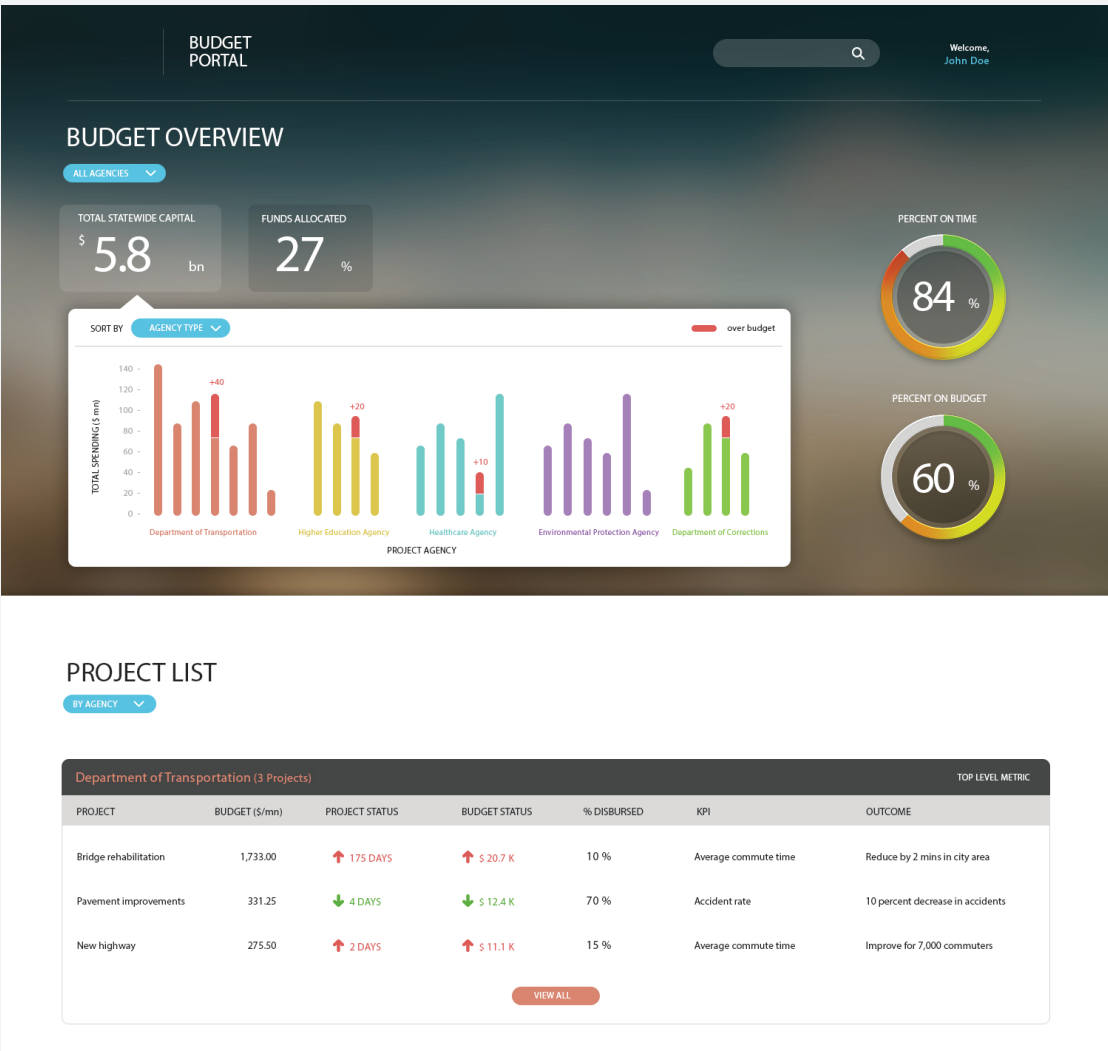 BUDGET
PORTAL
Welcome,
John Doe
BUDGET OVERVIEW
ALL AGENCIES
TOTAL STATEWIDE CAPITAL
$ 5.8 bn
FUNDS ALLOCATED
27 %
PERCENT ON TIME
84 %
SORT BY AGENCY TYPE
over budget
TOTAL SPENDING ($ mn)
140 -
120 -
100 -
80 -
60 -
40 -
20 -
0 -
+40
+20
+10
+20
Department of Transportation
Higher Education Agency
Healthcare Agency
Environmental Protection Agency
Department of Corrections
PROJECT AGENCY
PERCENT ON BUDGET
60 %
PROJECT LIST
BY AGENCY
Department of Transportation (3 Projects) TOP LEVEL METRIC
PROJECT BUDGET ($/mn) PROJECT STATUS BUDGET STATUS % DISBURSED KPI OUTCOME
Bridge rehabilitation 1,733.00 175 DAYS $ 20.7 K 10 % Average commute time Reduce by 2 mins in city area
Pavement improvements 331.25 4 DAYS $ 12.4 K 70 % Accident rate 10 percent decrease in accidents
New highway 275.50 2 DAYS $ 11.1 K 15 % Average commute time Improve for 7,000 commuters
VIEW ALL